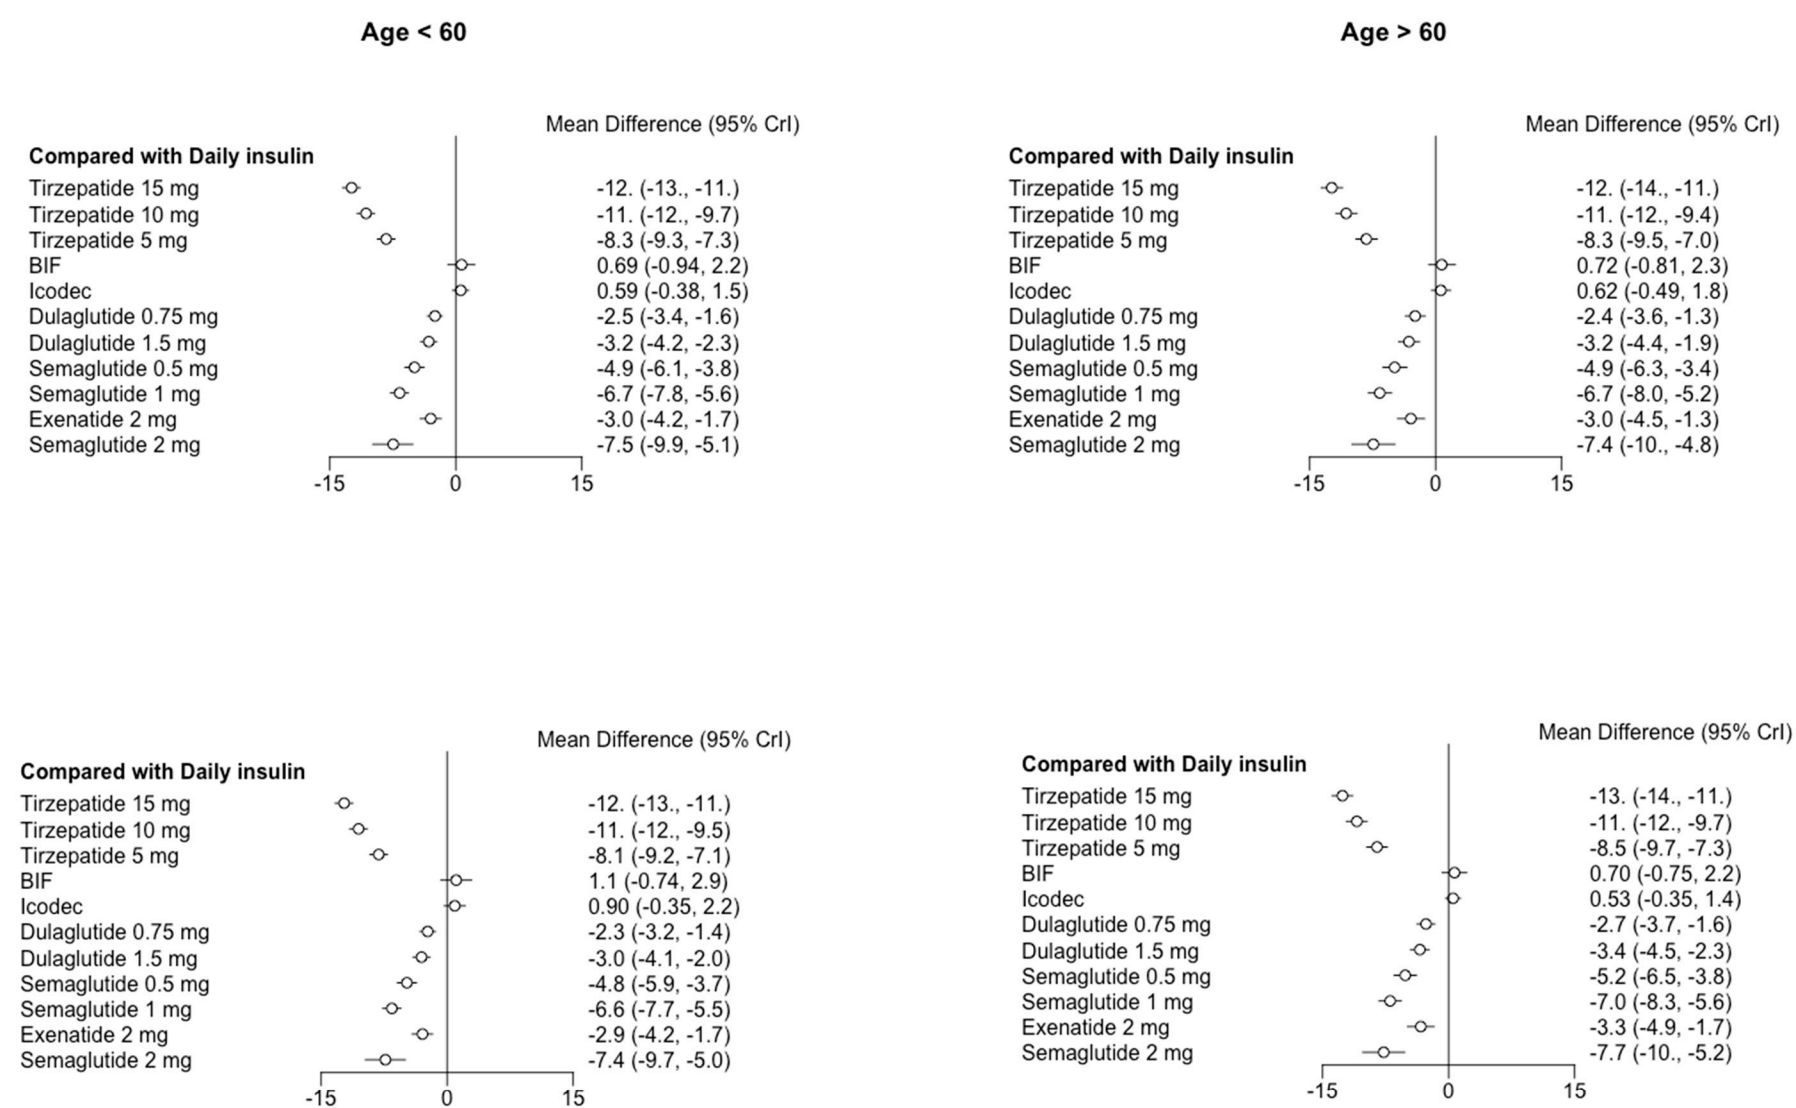 Age < 60
Mean Difference (95% CrI)
Compared with Daily insulin
Tirzepatide 15 mg -12. (-13., -11.)
Tirzepatide 10 mg -11. (-12., -9.7)
Tirzepatide 5 mg -8.3 (-9.3, -7.3)
BIF 0.69 (-0.94, 2.2)
Icodec 0.59 (-0.38, 1.5)
Dulaglutide 0.75 mg -2.5 (-3.4, -1.6)
Dulaglutide 1.5 mg -3.2 (-4.2, -2.3)
Semaglutide 0.5 mg -4.9 (-6.1, -3.8)
Semaglutide 1 mg -6.7 (-7.8, -5.6)
Exenatide 2 mg -3.0 (-4.2, -1.7)
Semaglutide 2 mg -7.5 (-9.9, -5.1)
-15 0 15
Age > 60
Mean Difference (95% CrI)
Compared with Daily insulin
Tirzepatide 15 mg -12. (-14., -11.)
Tirzepatide 10 mg -11. (-12., -9.4)
Tirzepatide 5 mg -8.3 (-9.5, -7.0)
BIF 0.72 (-0.81, 2.3)
Icodec 0.62 (-0.49, 1.8)
Dulaglutide 0.75 mg -2.4 (-3.6, -1.3)
Dulaglutide 1.5 mg -3.2 (-4.4, -1.9)
Semaglutide 0.5 mg -4.9 (-6.3, -3.4)
Semaglutide 1 mg -6.7 (-8.0, -5.2)
Exenatide 2 mg -3.0 (-4.5, -1.3)
Semaglutide 2 mg -7.4 (-10., -4.8)
-15 0 15
Mean Difference (95% CrI)
Compared with Daily insulin
Tirzepatide 15 mg -12. (-13., -11.)
Tirzepatide 10 mg -11. (-12., -9.5)
Tirzepatide 5 mg -8.1 (-9.2, -7.1)
BIF 1.1 (-0.74, 2.9)
Icodec 0.90 (-0.35, 2.2)
Dulaglutide 0.75 mg -2.3 (-3.2, -1.4)
Dulaglutide 1.5 mg -3.0 (-4.1, -2.0)
Semaglutide 0.5 mg -4.8 (-5.9, -3.7)
Semaglutide 1 mg -6.6 (-7.7, -5.5)
Exenatide 2 mg -2.9 (-4.2, -1.7)
Semaglutide 2 mg -7.4 (-9.7, -5.0)
-15 0 15
Mean Difference (95% CrI)
Compared with Daily insulin
Tirzepatide 15 mg -13. (-14., -11.)
Tirzepatide 10 mg -11. (-12., -9.7)
Tirzepatide 5 mg -8.5 (-9.7, -7.3)
BIF 0.70 (-0.75, 2.2)
Icodec 0.53 (-0.35, 1.4)
Dulaglutide 0.75 mg -2.7 (-3.7, -1.6)
Dulaglutide 1.5 mg -3.4 (-4.5, -2.3)
Semaglutide 0.5 mg -5.2 (-6.5, -3.8)
Semaglutide 1 mg -7.0 (-8.3, -5.6)
Exenatide 2 mg -3.3 (-4.9, -1.7)
Semaglutide 2 mg -7.7 (-10., -5.2)
-15 0 15